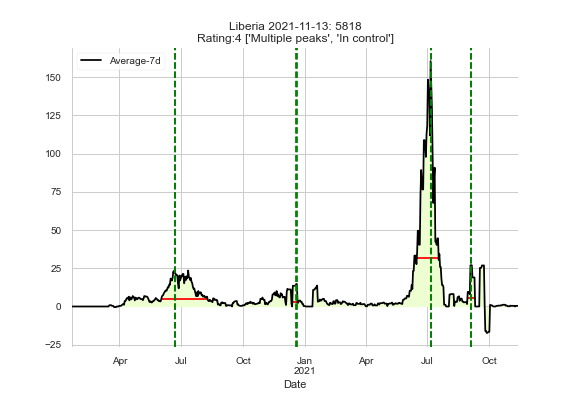 Liberia 2021-11-13: 5818
Rating:4 ['Multiple peaks', 'In control']
Average-7d
150
125
100
75
50
25
0
−25
Apr Jul Oct Jan Apr Jul Oct
2021
Date